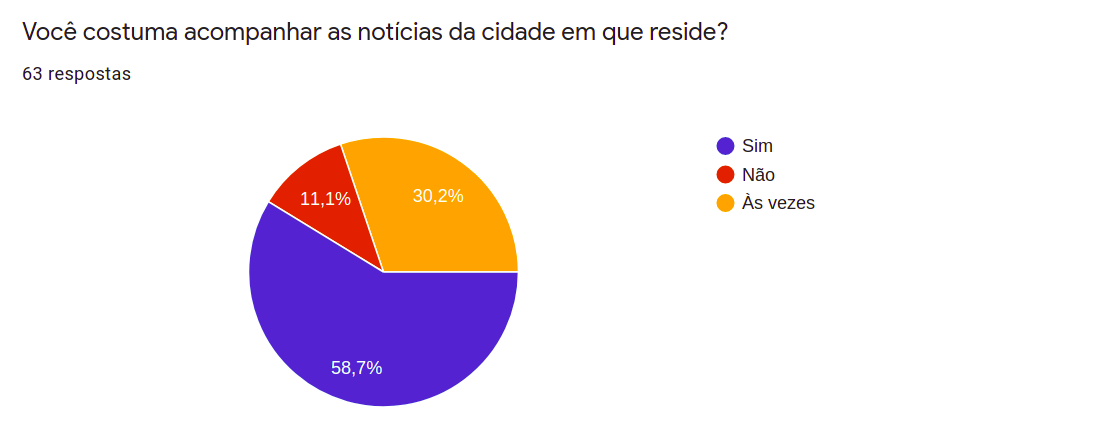 Você costuma acompanhar as notícias da cidade em que reside?
63 respostas
Sim
Não
Às vezes
11,1%
30,2%
58,7%